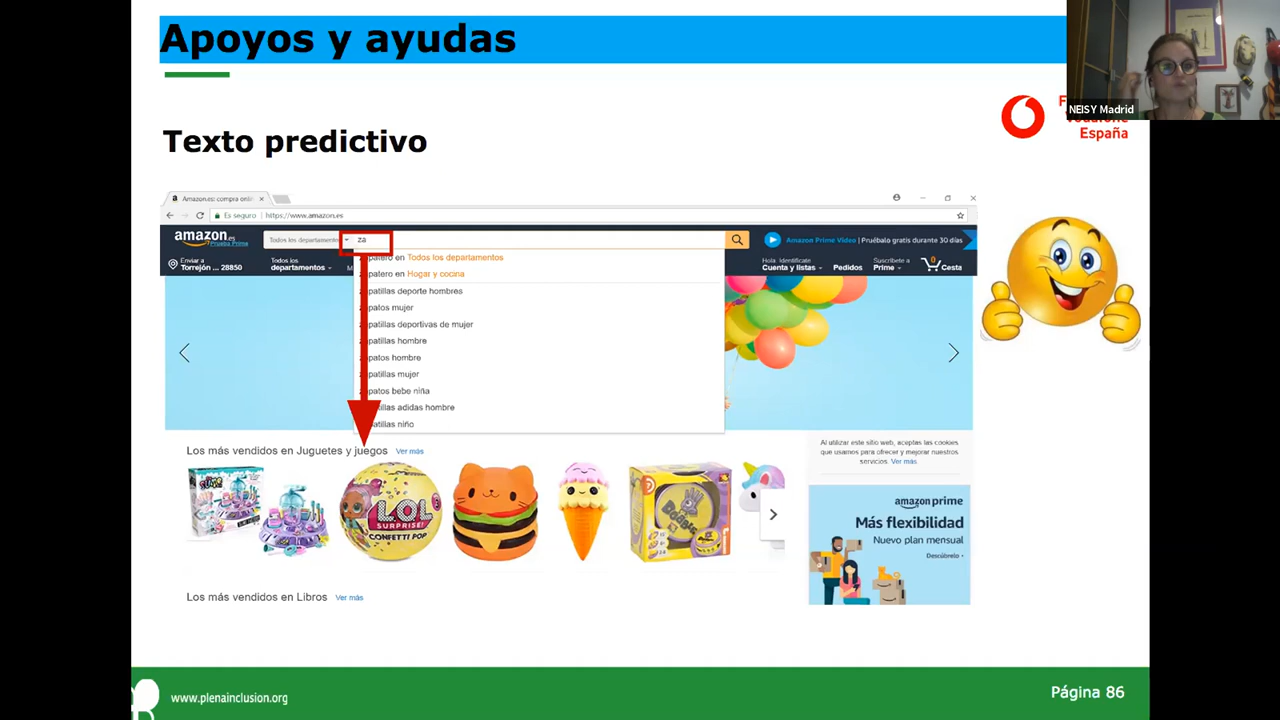 Apoyos y ayudas
NEISY Madrid
España
Texto predictivo
Amazon.es: compra onli
Es seguro | https://www.amazon.es
amazon.es
Prueba Prime
Todos los departamentos
za
Amazon Prime Video | Pruébalo gratis durante 30 días
Enviar a
Torrejón ... 28850
Todos los
departamentos
Hola. Identifícate
Cuenta y listas
Pedidos
Suscríbete a
Prime
0
Cesta
patero en Todos los departamentos
patero en Hogar y cocina
patillas deporte hombres
patos mujer
patillas deportivas de mujer
patillas hombre
patos hombre
patillas mujer
patos bebe niña
tillas adidas hombre
atillas niño
Los más vendidos en Juguetes y juegos Ver más
SLIME
L.O.L
SURPRISE!
CONFETTI POP
Dobble
Al utilizar este sitio web, aceptas las cookies
que usamos para ofrecer y mejorar nuestros
servicios. Ver más.
amazon prime
Más flexibilidad
Nuevo plan mensual
Descúbrelo ›
Los más vendidos en Libros Ver más
www.plenainclusion.org
Página 86